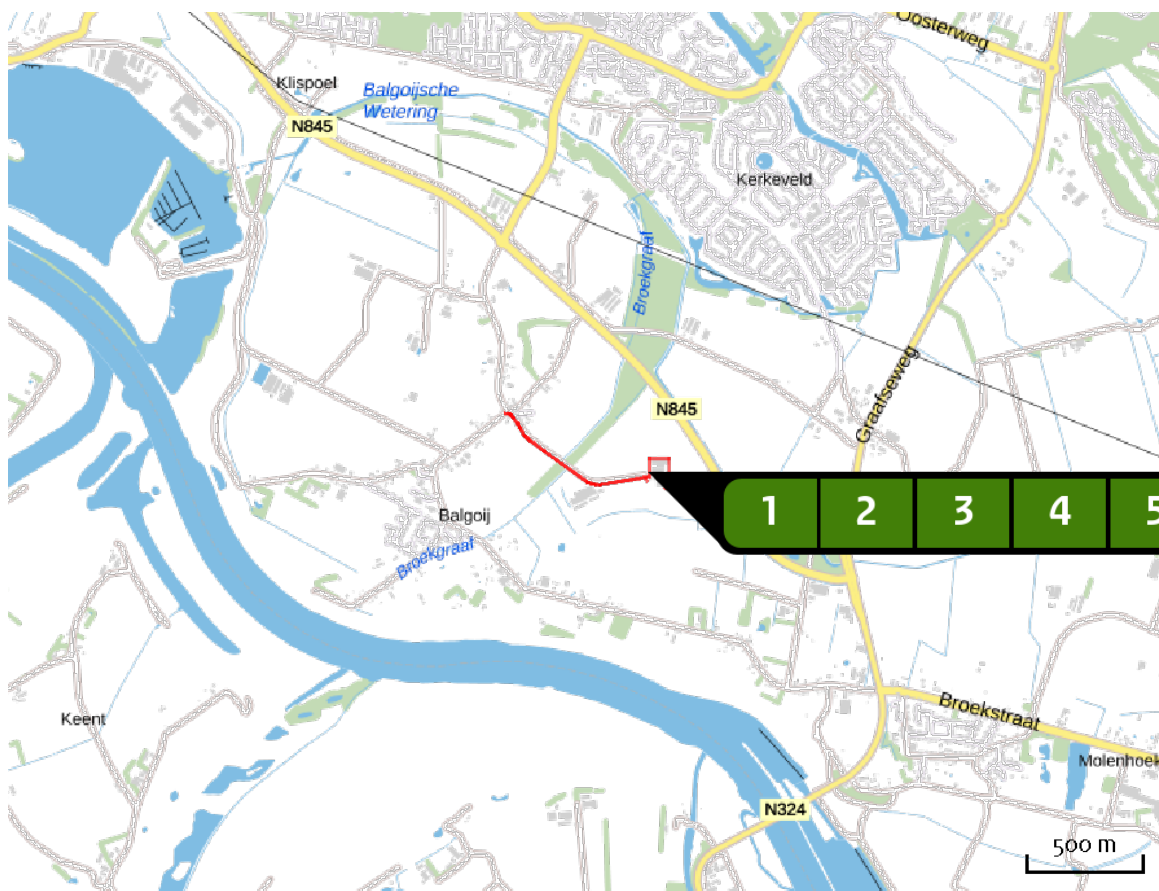 Oosterweg
Klispoel
Balgoijsche
Wetering
N845
Kerkeveld
Broekgraaf
Graafseweg
N845
1 2 3 4 5
Balgoij
Broekgraaf
Keent
Broekstraat
Molenhoek
N324
500 m